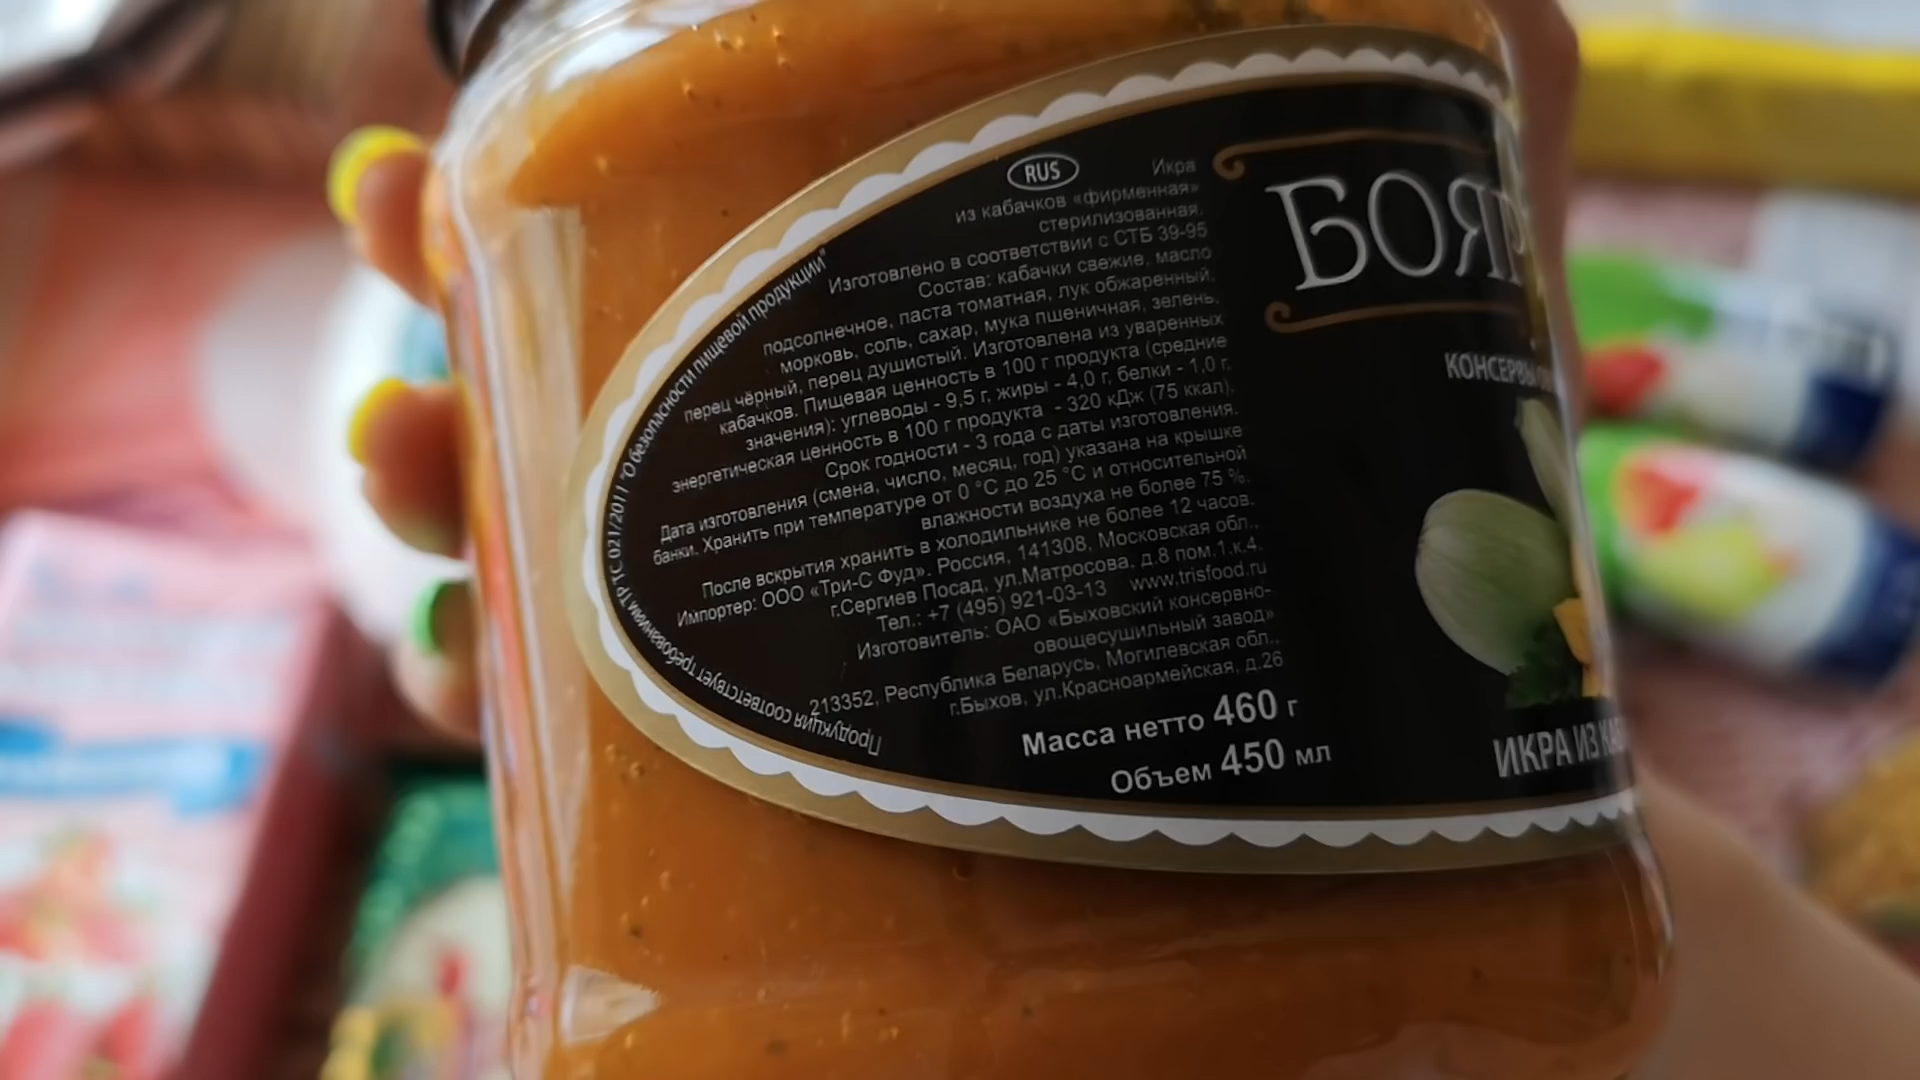 RUS
Икра
из кабачков «фирменная»
стерилизованная.
Изготовлено в соответствии с СТБ 39-95
Состав: кабачки свежие, масло
подсолнечное, паста томатная, лук обжаренный,
морковь, соль, сахар, мука пшеничная, зелень,
перец чёрный, перец душистый. Изготовлена из уваренных
кабачков. Пищевая ценность в 100 г продукта (средние
значения): углеводы - 9,5 г, жиры - 4,0 г, белки - 1,0 г,
энергетическая ценность в 100 г продукта - 320 кДж (75 ккал).
Срок годности - 3 года с даты изготовления.
Дата изготовления (смена, число, месяц, год) указана на крышке
банки. Хранить при температуре от 0 °С до 25 °С и относительной
влажности воздуха не более 75 %.
После вскрытия хранить в холодильнике не более 12 часов.
Импортер: ООО «Три-С Фуд». Россия, 141308, Московская обл.,
г.Сергиев Посад, ул.Матросова, д.8 пом.1.к.4.
Тел.: +7 (495) 921-03-13 www.trisfood.ru
Изготовитель: ОАО «Быховский консервно-
овощесушильный завод»
213352, Республика Беларусь, Могилевская обл.,
г.Быхов, ул.Красноармейская, д.26
Масса нетто 460 г
Объем 450 мл
Продукция соответствует требованиям ТР ТС 021/2011 "О безопасности пищевой продукции"
БОЯР
КОНСЕРВЫ
ИКРА ИЗ КАБ